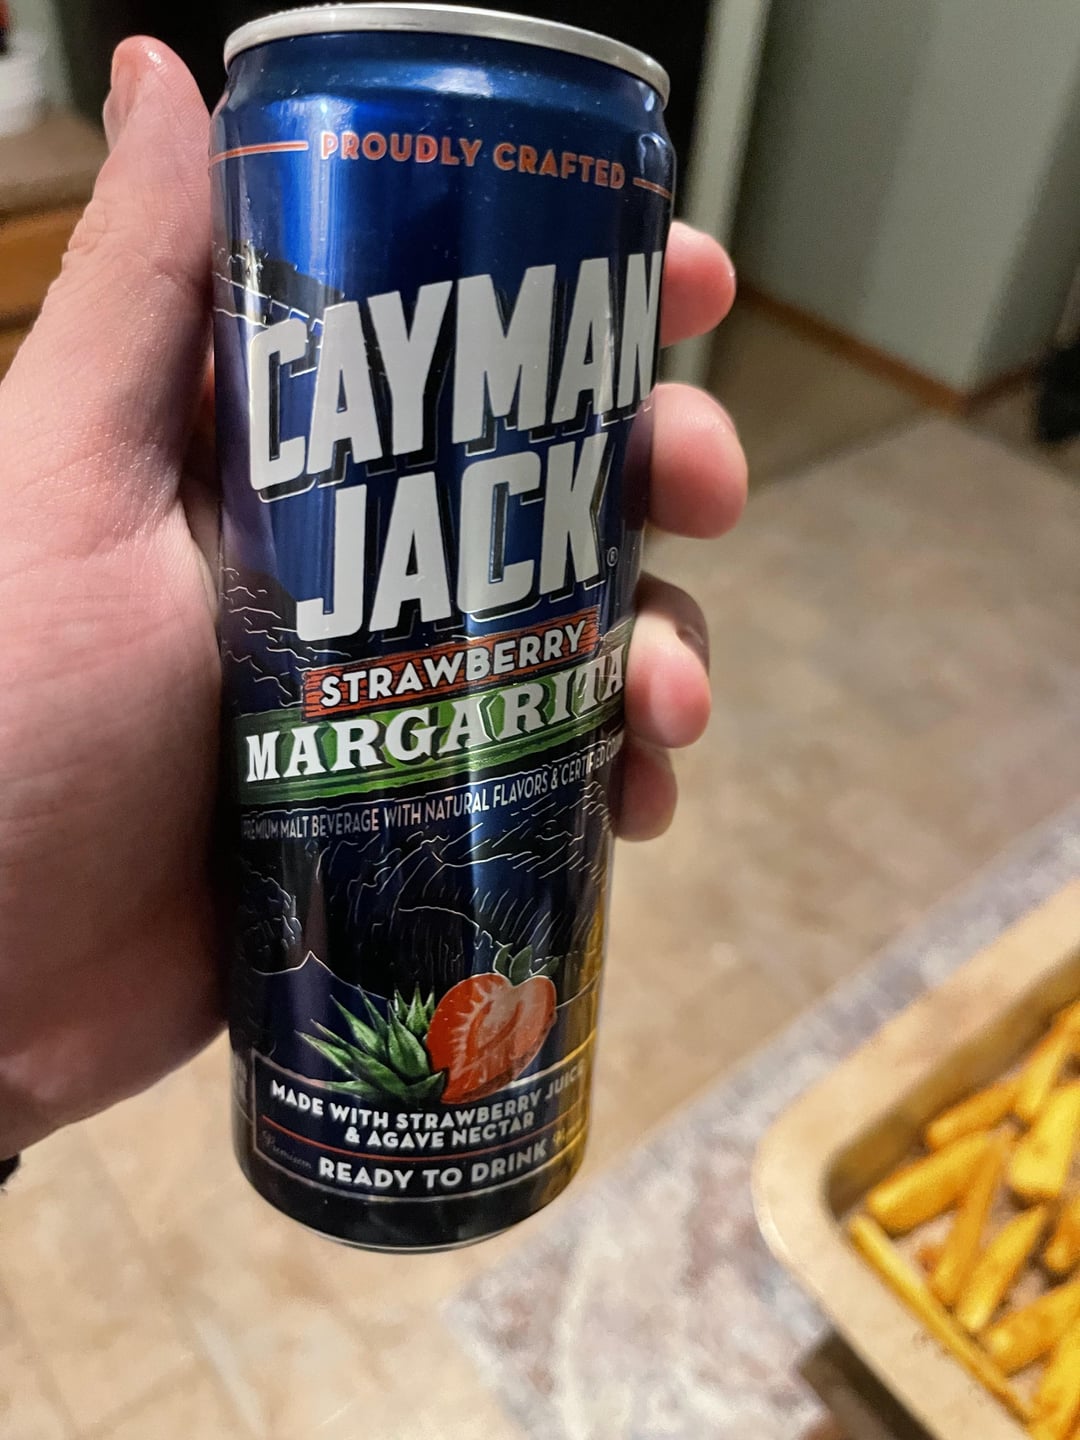 PROUDLY CRAFTED
CAYMAN
JACK®
STRAWBERRY
MARGARITA
PREMIUM MALT BEVERAGE WITH NATURAL FLAVORS & CERTIFIED
MADE WITH STRAWBERRY JUICE
& AGAVE NECTAR
Premium READY TO DRINK